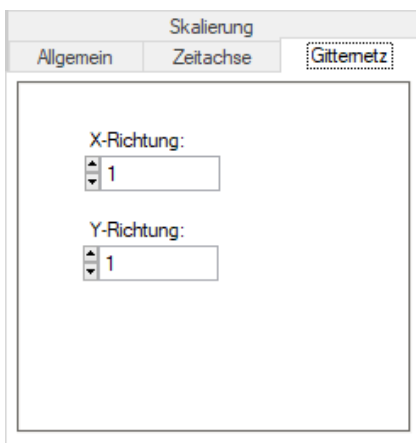 Skalierung
Allgemein Zeitachse Gitternetz
X-Richtung:
1
Y-Richtung:
1